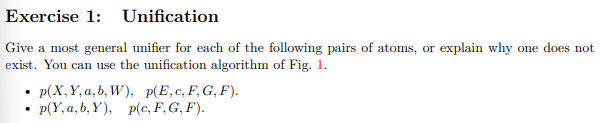 Exercise 1: Unification
Give a most general unifier for each of the following pairs of atoms, or explain why one does not
exist. You can use the unification algorithm of Fig. 1.
• p(X, Y, a, b, W), p(E, c, F, G, F).
• p(Y, a, b, Y), p(c, F, G, F).